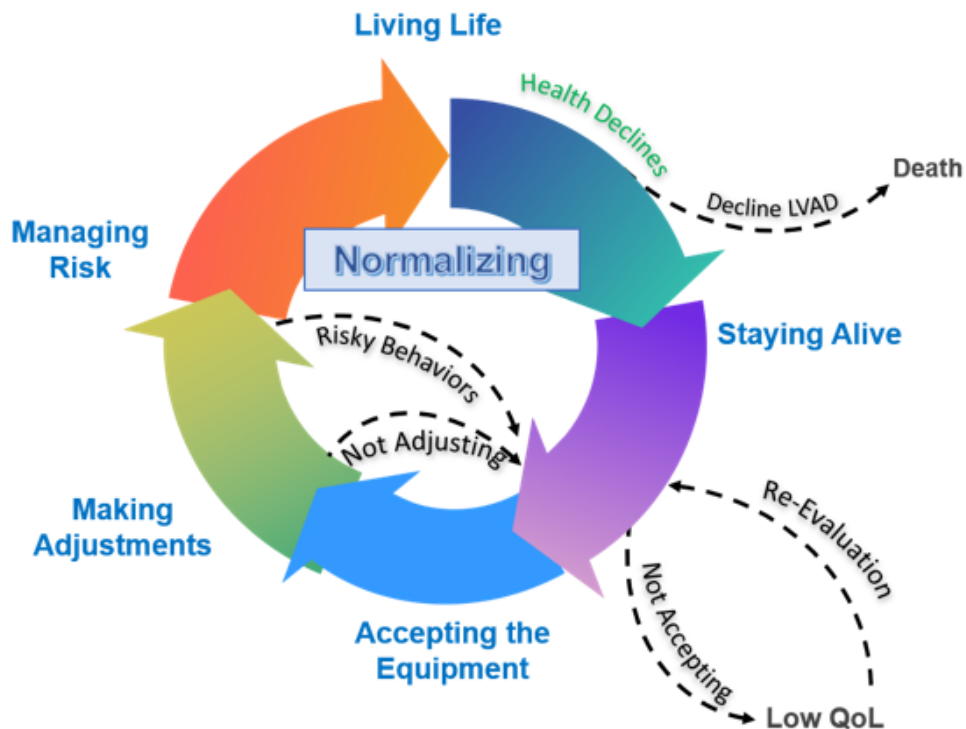 Living Life
Health Declines
Death
Decline LVAD
Managing
Risk
Normalizing
Staying Alive
Risky Behaviors
Not Adjusting
Re-Evaluation
Making
Adjustments
Not Accepting
Accepting the
Equipment
Low QoL